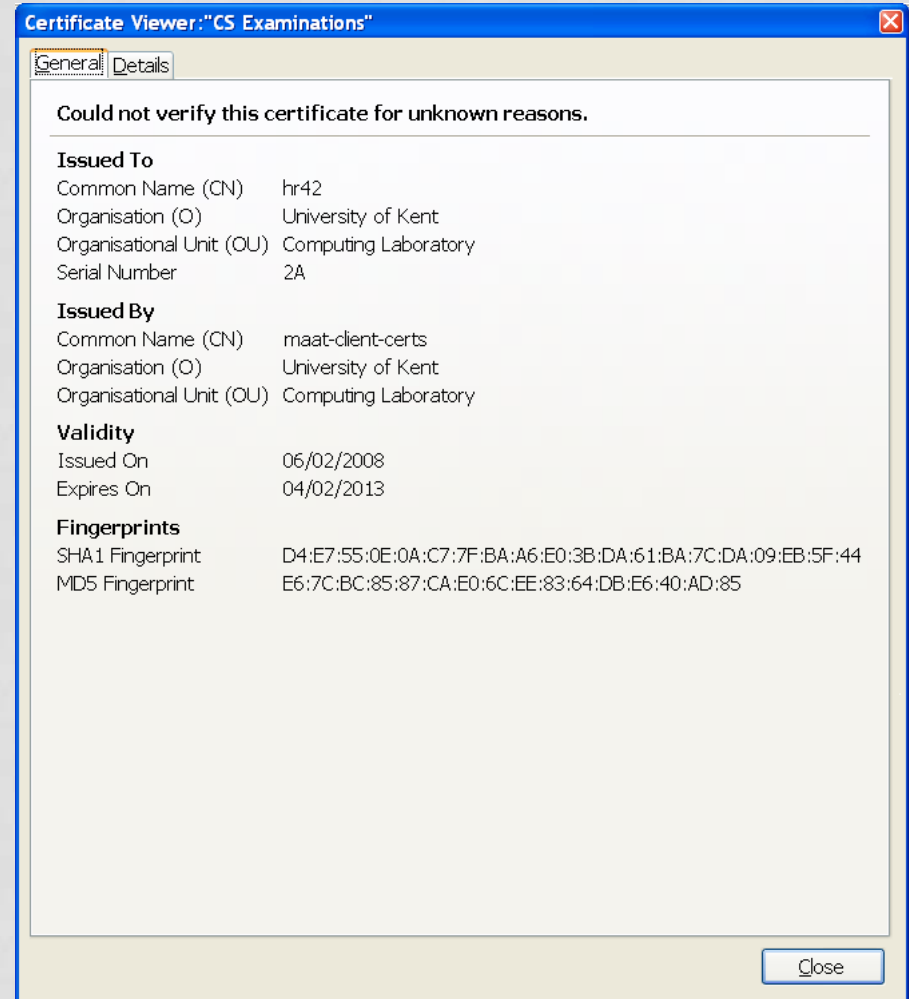 Certificate Viewer:"CS Examinations"
General Details
Could not verify this certificate for unknown reasons.
Issued To
Common Name (CN) hr42
Organisation (O) University of Kent
Organisational Unit (OU) Computing Laboratory
Serial Number 2A
Issued By
Common Name (CN) maat-client-certs
Organisation (O) University of Kent
Organisational Unit (OU) Computing Laboratory
Validity
Issued On 06/02/2008
Expires On 04/02/2013
Fingerprints
SHA1 Fingerprint D4:E7:55:0E:0A:C7:7F:BA:A6:E0:3B:DA:61:BA:7C:DA:09:EB:5F:44
MD5 Fingerprint E6:7C:BC:85:87:CA:E0:6C:EE:83:64:DB:E6:40:AD:85
Close